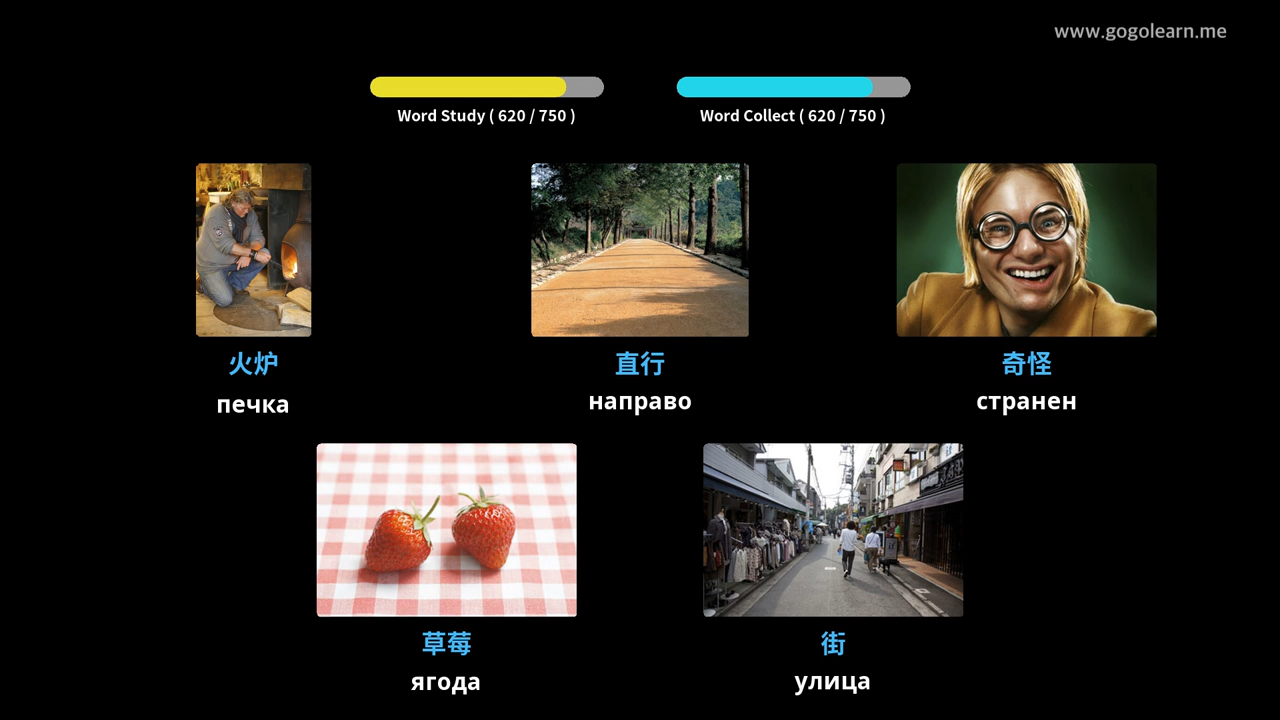 www.gogolearn.me
Word Study ( 620 / 750 )
Word Collect ( 620 / 750 )
火炉
печка
直行
направо
奇怪
странен
草莓
ягода
街
улица